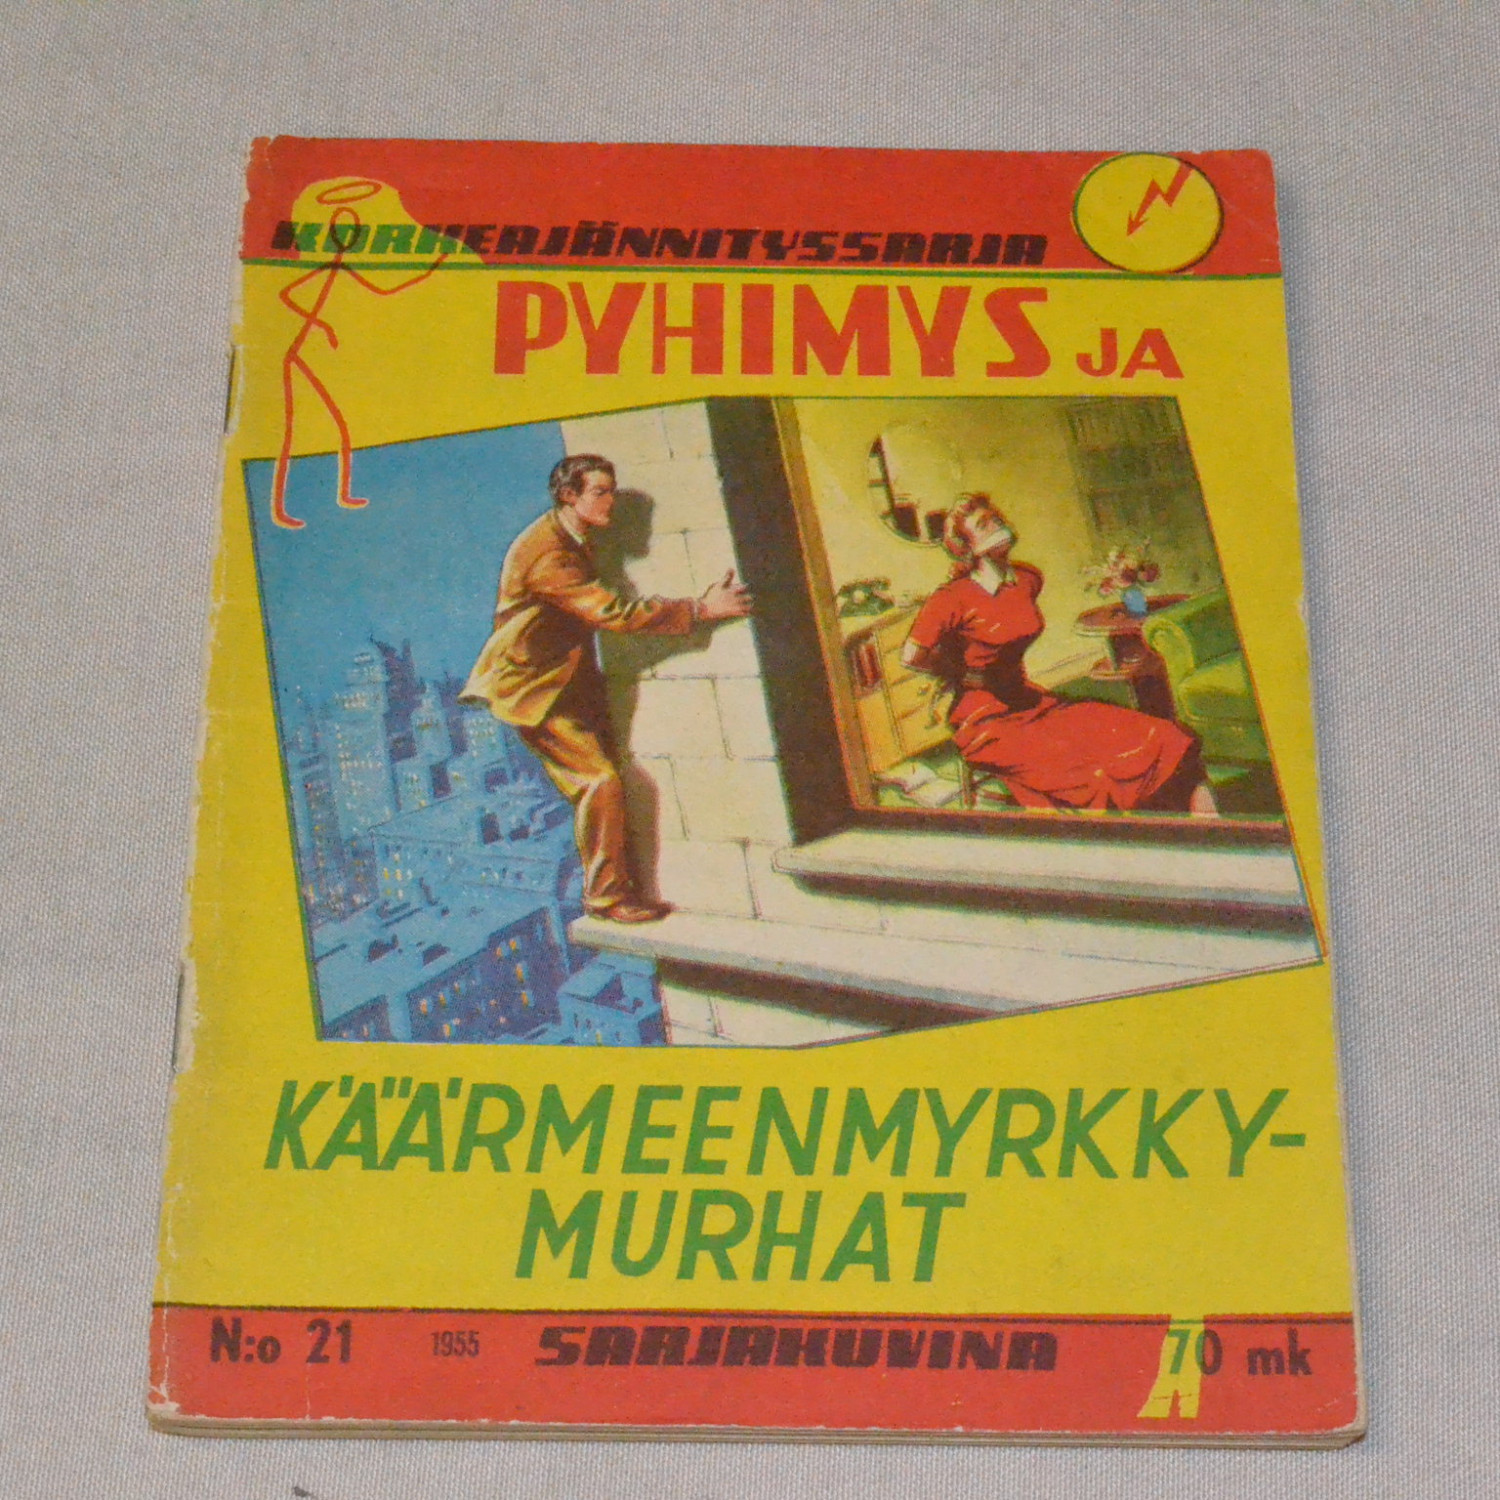 KORKEAJÄNNITYSSARJA
PYHIMYS JA
KÄÄRMEENMYRKKY-
MURHAT
N:o 21 1955 SARJAKUVINA 70 mk